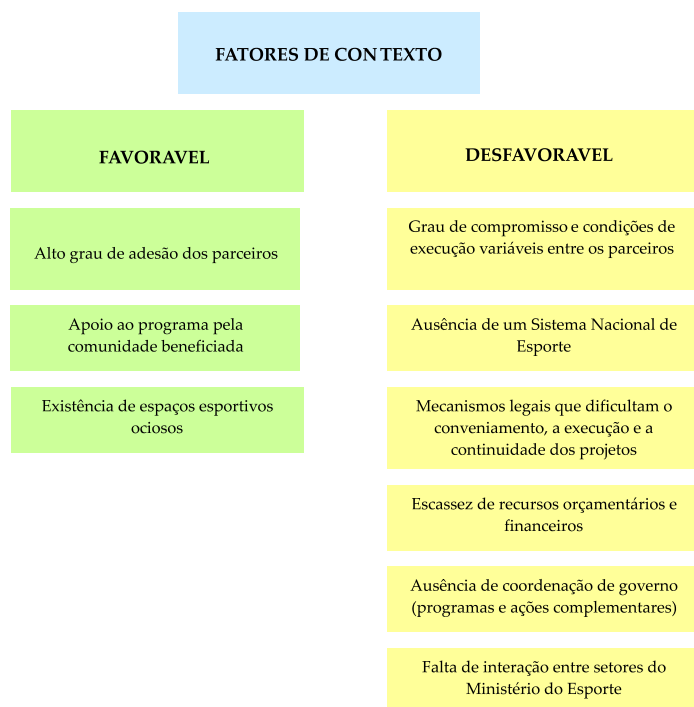 FATORES DE CONTEXTO
FAVORAVEL
Alto grau de adesão dos parceiros
Apoio ao programa pela
comunidade beneficiada
Existência de espaços esportivos
ociosos
DESFAVORAVEL
Grau de compromisso e condições de
execução variáveis entre os parceiros
Ausência de um Sistema Nacional de
Esporte
Mecanismos legais que dificultam o
conveniamento, a execução e a
continuidade dos projetos
Escassez de recursos orçamentários e
financeiros
Ausência de coordenação de governo
(programas e ações complementares)
Falta de interação entre setores do
Ministério do Esporte